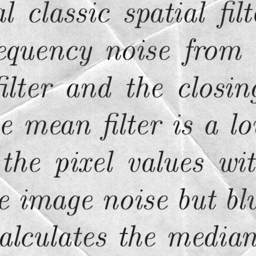 al classic spatial filte
equency noise from
filter and the closing
e mean filter is a lo
the pixel values wit
e image noise but blu
alculates the median